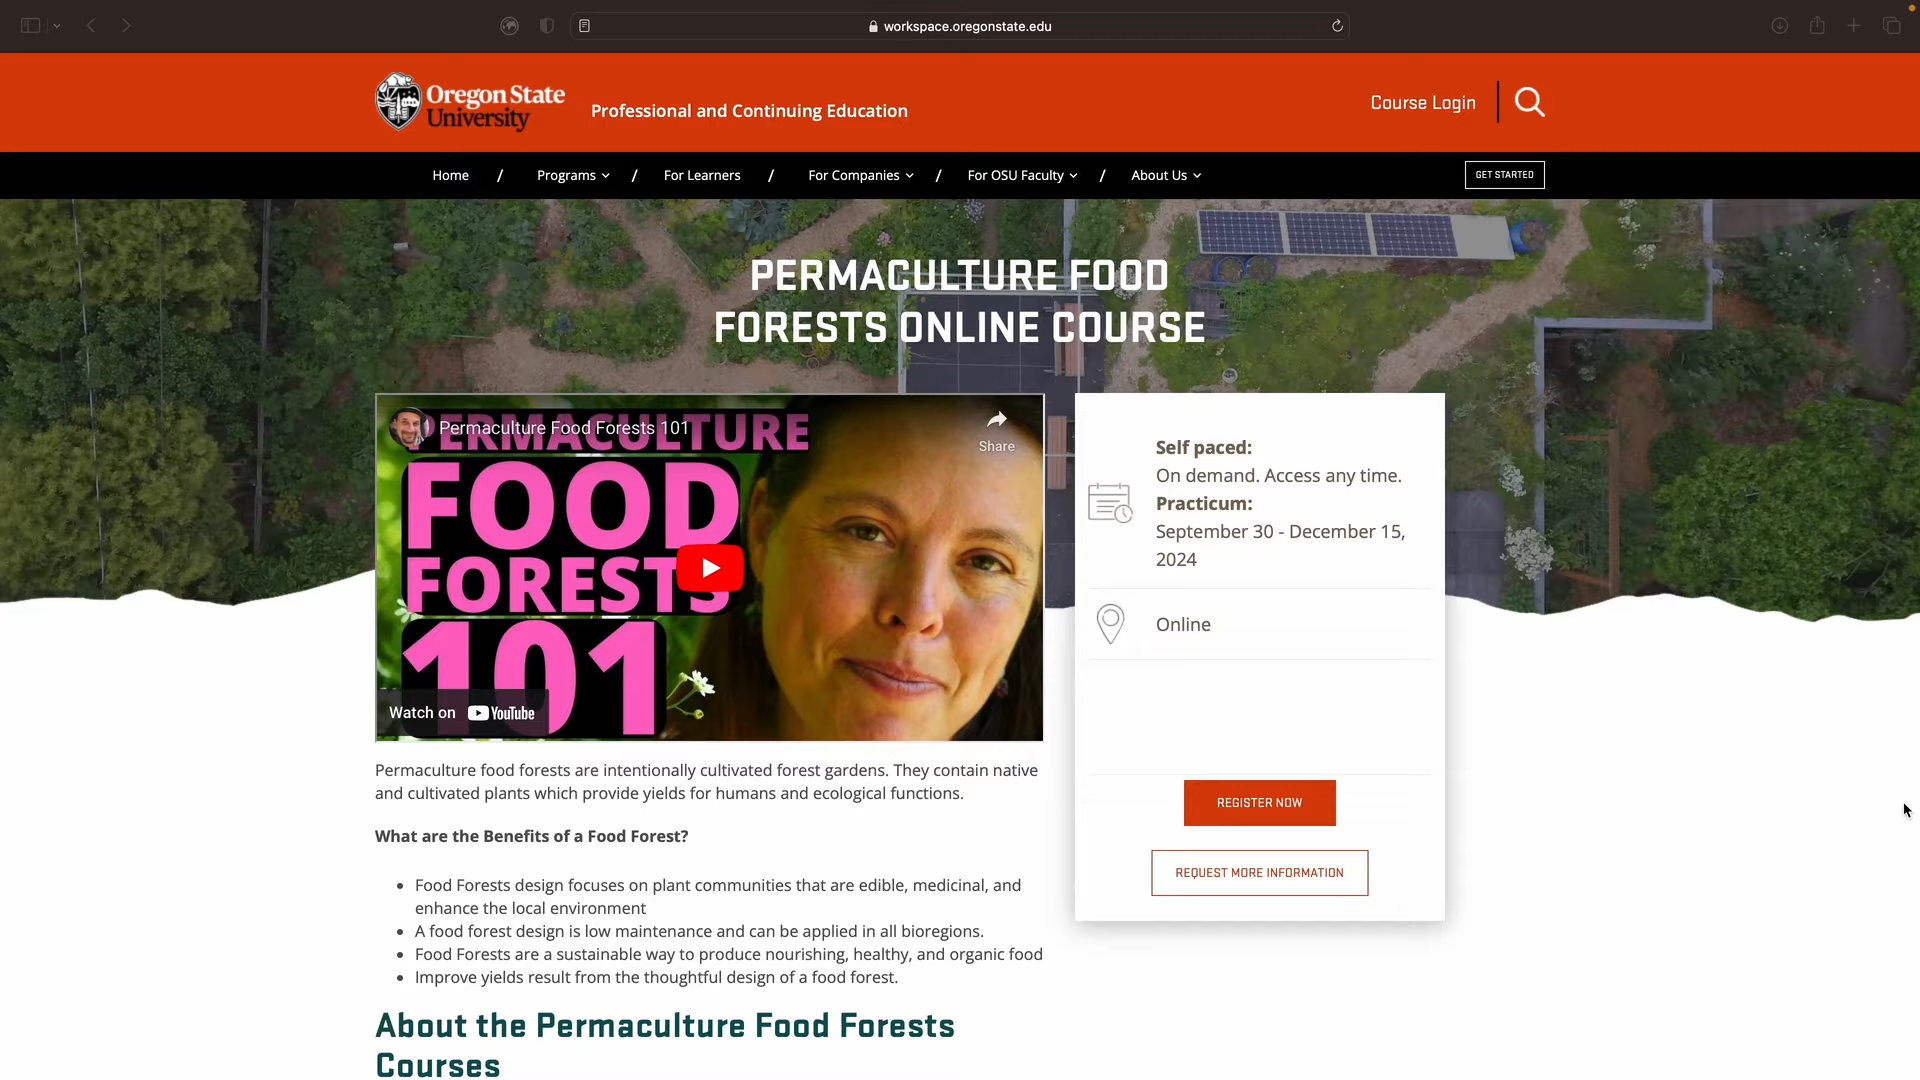 workspace.oregonstate.edu
Oregon State
University
Professional and Continuing Education
Course Login
Home / Programs / For Learners / For Companies / For OSU Faculty / About Us
GET STARTED
PERMACULTURE FOOD
FORESTS ONLINE COURSE
PERMACULTURE
Permaculture Food Forests 101
Share
FOOD
FORESTS
101
Watch on YouTube
Self paced:
On demand. Access any time.
Practicum:
September 30 - December 15,
2024
Online
REGISTER NOW
REQUEST MORE INFORMATION
Permaculture food forests are intentionally cultivated forest gardens. They contain native
and cultivated plants which provide yields for humans and ecological functions.
What are the Benefits of a Food Forest?
• Food Forests design focuses on plant communities that are edible, medicinal, and
enhance the local environment
• A food forest design is low maintenance and can be applied in all bioregions.
• Food Forests are a sustainable way to produce nourishing, healthy, and organic food
• Improve yields result from the thoughtful design of a food forest.
About the Permaculture Food Forests
Courses